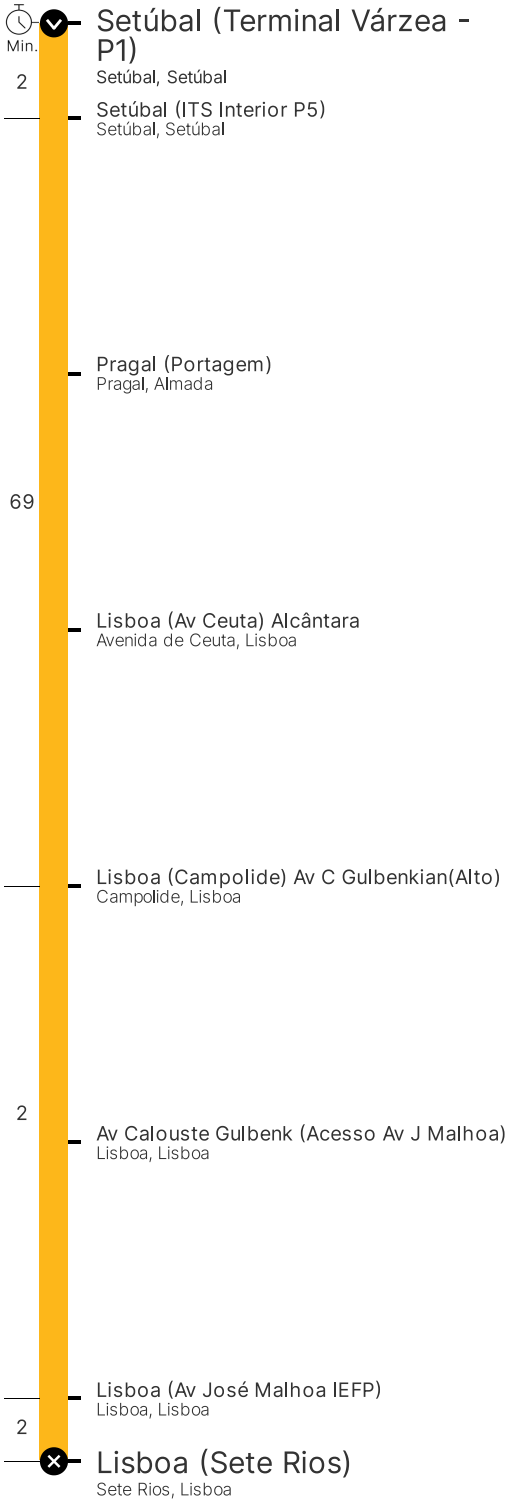 Min.
Setúbal (Terminal Várzea -
P1)
Setúbal, Setúbal
2
Setúbal (ITS Interior P5)
Setúbal, Setúbal
Pragal (Portagem)
Pragal, Almada
69
Lisboa (Av Ceuta) Alcântara
Avenida de Ceuta, Lisboa
Lisboa (Campolide) Av C Gulbenkian(Alto)
Campolide, Lisboa
2
Av Calouste Gulbenk (Acesso Av J Malhoa)
Lisboa, Lisboa
Lisboa (Av José Malhoa IEFP)
Lisboa, Lisboa
2
Lisboa (Sete Rios)
Sete Rios, Lisboa